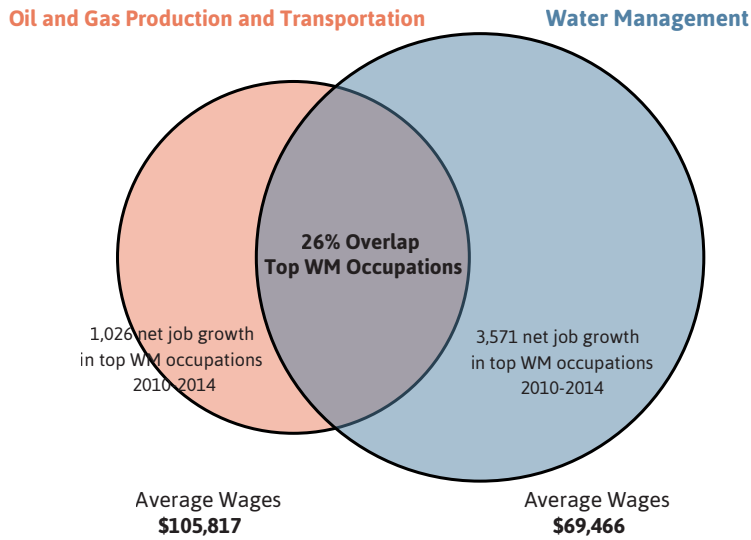 Oil and Gas Production and Transportation
Water Management
26% Overlap
Top WM Occupations
1,026 net job growth
in top WM occupations
2010-2014
3,571 net job growth
in top WM occupations
2010-2014
Average Wages
$105,817
Average Wages
$69,466